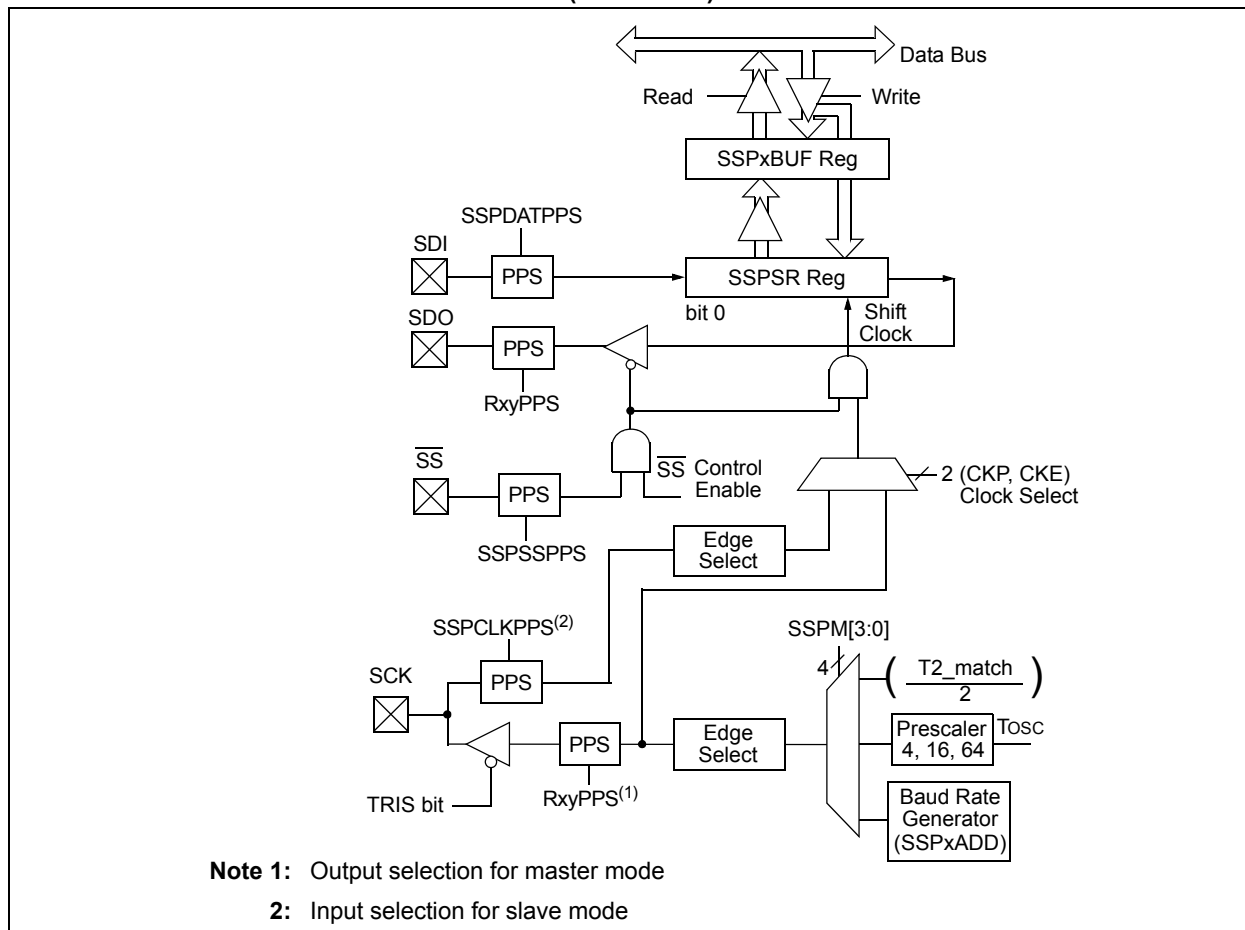 Data Bus
Read
Write
SSPxBUF Reg
SSPDATPPS
SDI
PPS
SSPSR Reg
bit 0
Shift
Clock
SDO
PPS
RxyPPS
SS
PPS
SSPSSPPS
SS Control
Enable
2 (CKP, CKE)
Clock Select
Edge
Select
SSPCLKPPS(2)
SCK
PPS
SSPM[3:0]
4
( T2_match
2 )
Prescaler
4, 16, 64
TOSC
Edge
Select
PPS
RxyPPS(1)
TRIS bit
Baud Rate
Generator
(SSPxADD)
Note 1: Output selection for master mode
2: Input selection for slave mode